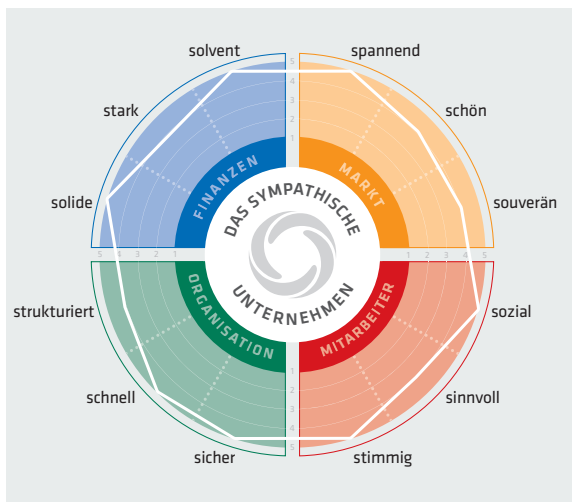 solvent
spannend
stark
schön
solide
souverän
FINANZEN
MARKT
DAS SYMPATHISCHE
UNTERNEHMEN
ORGANISATION
MITARBEITER
5
4
3
2
1
5 4 3 2 1
1 2 3 4 5
1
2
3
4
5
strukturiert
sozial
schnell
sinnvoll
sicher
stimmig